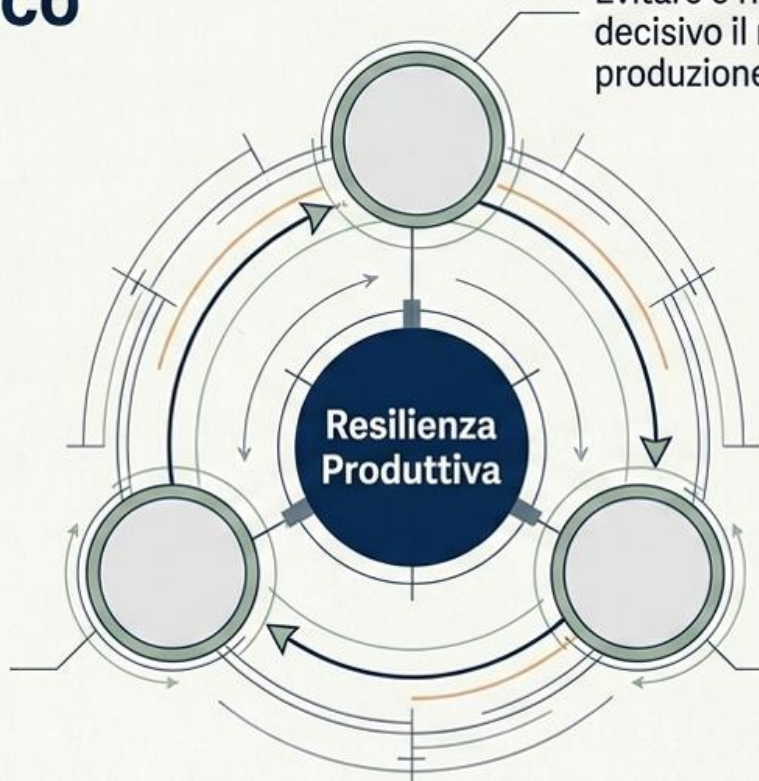 co
decisivo il
produzione
Resilienza
Produttiva